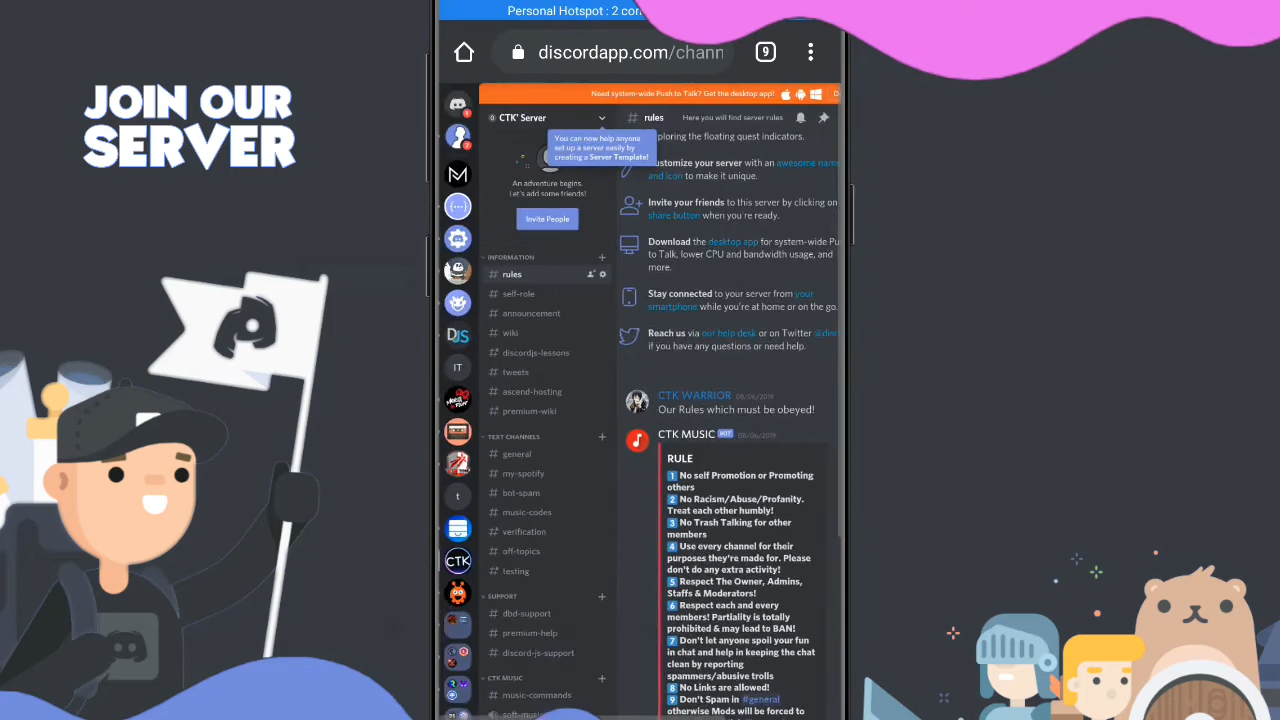 Personal Hotspot : 2 con
JOIN OUR
SERVER
discordapp.com/chann
9
Need system-wide Push to Talk? Get the desktop app!
CTK' Server
# rules
Here you will find server rules
You can now help anyone
set up a server easily by
creating a Server Template!
An adventure begins.
Let's add some friends!
Invite People
INFORMATION
# rules
# self-role
# announcement
# wiki
# discordjs-lessons
# tweets
# ascend-hosting
# premium-wiki
TEXT CHANNELS
# general
# my-spotify
# bot-spam
# music-codes
# verification
# off-topics
# testing
SUPPORT
# dbd-support
# premium-help
# discord-js-support
CTK MUSIC
# music-commands
soft-music
1
7
M
DJS
IT
t
CTK
ploring the floating quest indicators.
ustomize your server with an awesome name
and icon to make it unique.
Invite your friends to this server by clicking on
share button when you're ready.
Download the desktop app for system-wide Pu
to Talk, lower CPU and bandwidth usage, and
more.
Stay connected to your server from your
smartphone while you're at home or on the go.
Reach us via our help desk or on Twitter @disc
if you have any questions or need help.
CTK WARRIOR 08/06/2019
Our Rules which must be obeyed!
CTK MUSIC BOT 08/06/2019
RULE
1 No self Promotion or Promoting
others
2 No Racism/Abuse/Profanity.
Treat each other humbly!
3 No Trash Talking for other
members
4 Use every channel for their
purposes they're made for. Please
don't do any extra activity!
5 Respect The Owner, Admins,
Staffs & Moderators!
6 Respect each and every
members! Partiality is totally
prohibited & may lead to BAN!
7 Don't let anyone spoil your fun
in chat and help in keeping the chat
clean by reporting
spammers/abusive trolls
8 No Links are allowed!
9 Don't Spam in #general
otherwise Mods will be forced to